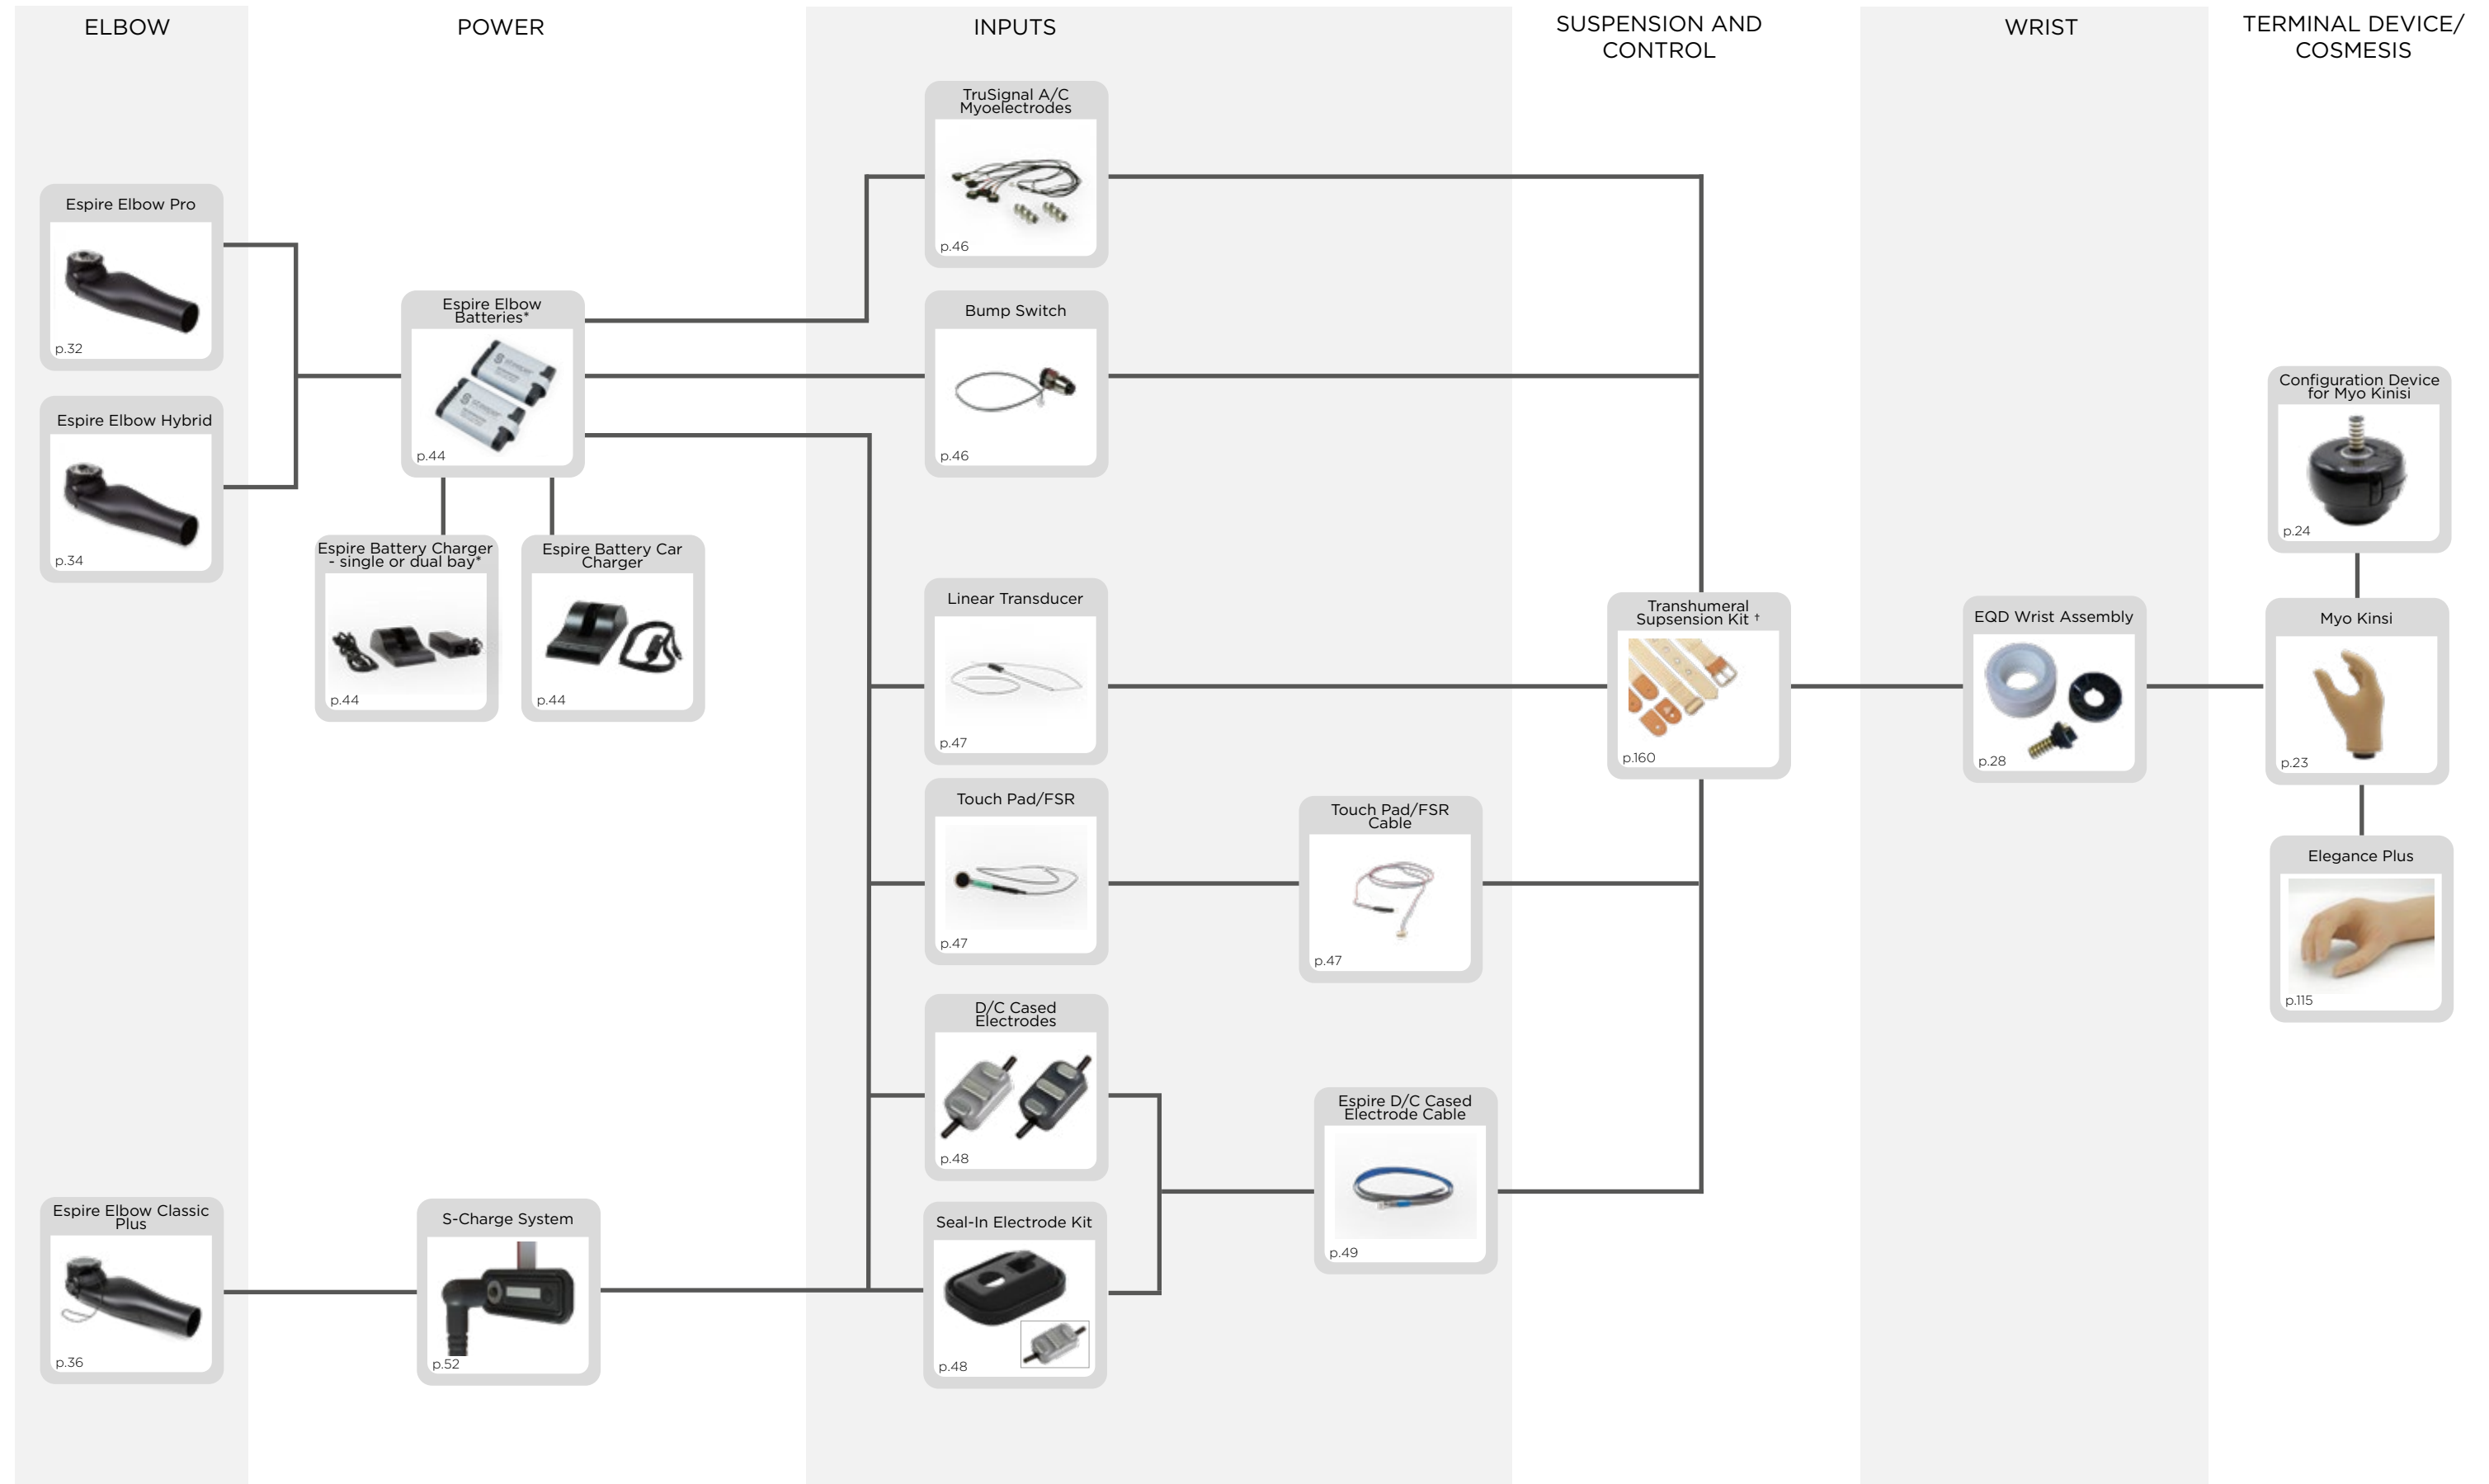 ELBOW
POWER
INPUTS
SUSPENSION AND
CONTROL
WRIST
TERMINAL DEVICE/
COSMESIS
Espire Elbow Pro
p.32
Espire Elbow Hybrid
p.34
Espire Elbow Classic
Plus
p.36
Espire Elbow
Batteries*
p.44
Espire Battery Charger
- single or dual bay*
p.44
Espire Battery Car
Charger
p.44
S-Charge System
p.52
TruSignal A/C
Myoelectrodes
p.46
Bump Switch
p.46
Linear Transducer
p.47
Touch Pad/FSR
p.47
Touch Pad/FSR
Cable
p.47
D/C Cased
Electrodes
p.48
Seal-In Electrode Kit
p.48
Espire D/C Cased
Electrode Cable
p.49
Transhumeral
Supsension Kit †
p.160
EQD Wrist Assembly
p.28
Configuration Device
for Myo Kinisi
p.24
Myo Kinsi
p.23
Elegance Plus
p.115